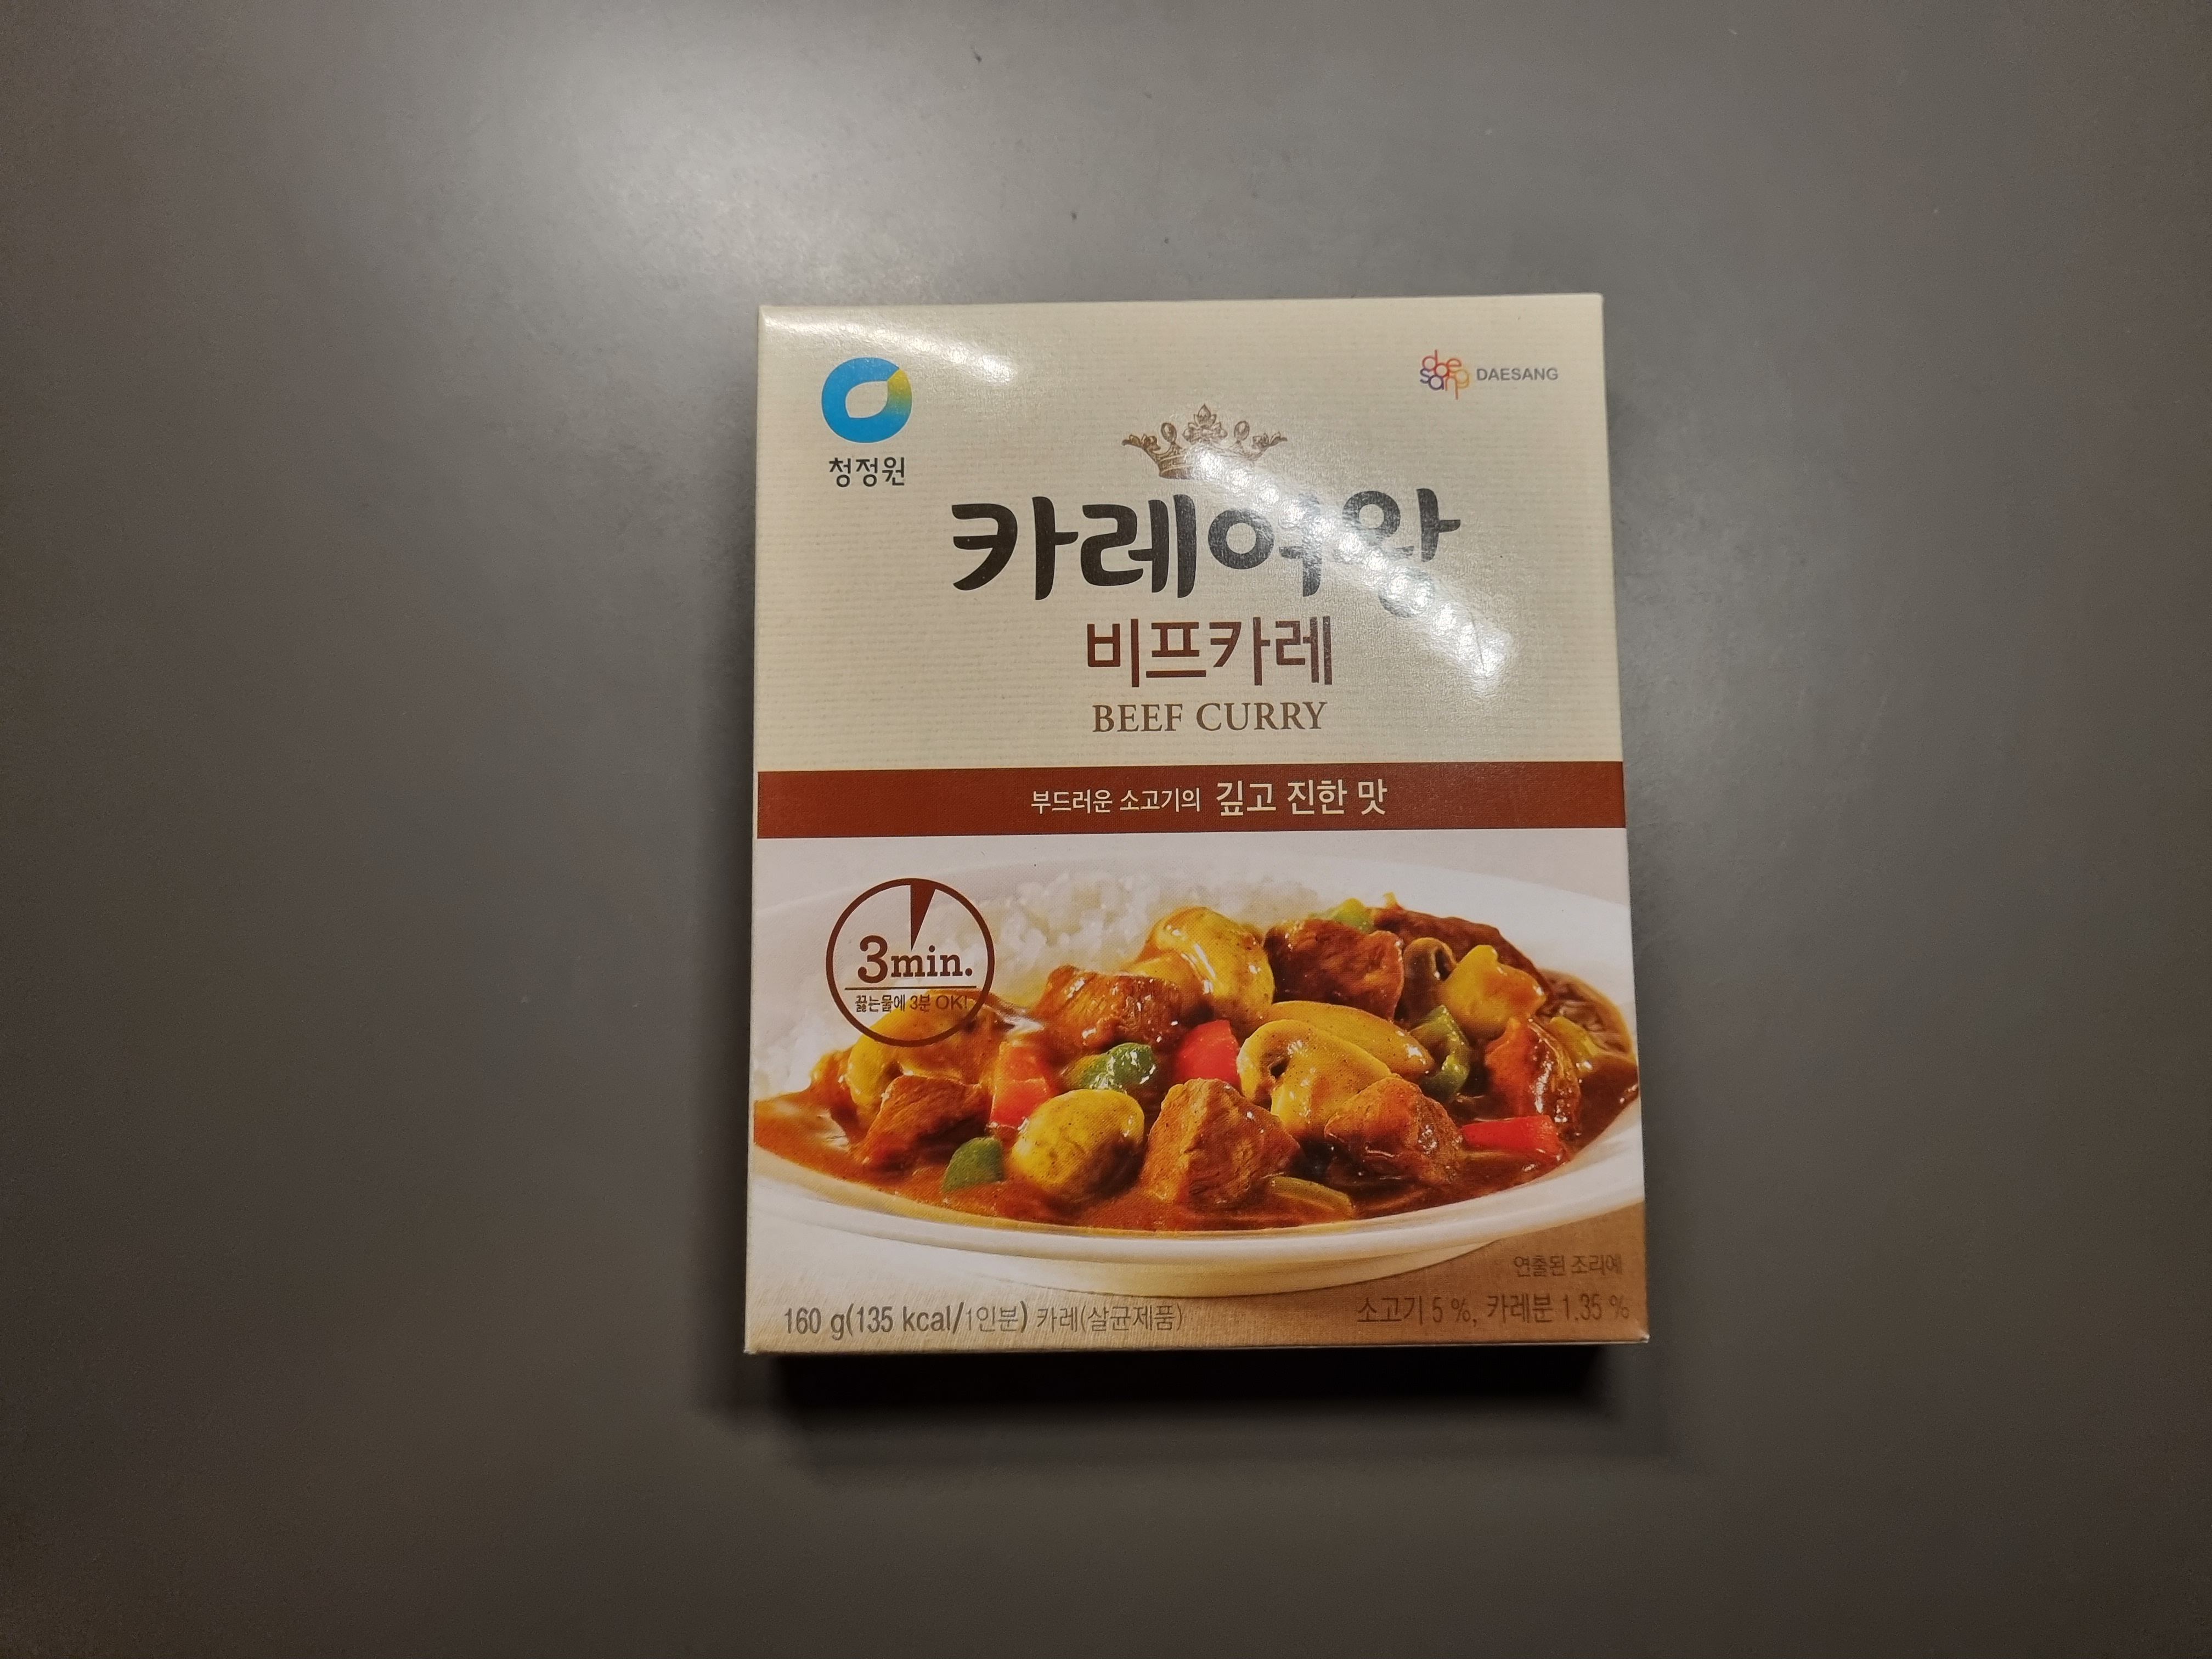 청정원
dae sang DAESANG
카레여왕
비프카레
BEEF CURRY
부드러운 소고기의 깊고 진한 맛
3min.
끓는물에 3분 OK!
연출된 조리예
160 g(135 kcal/1인분) 카레(살균제품)
소고기 5 %, 카레분 1.35 %